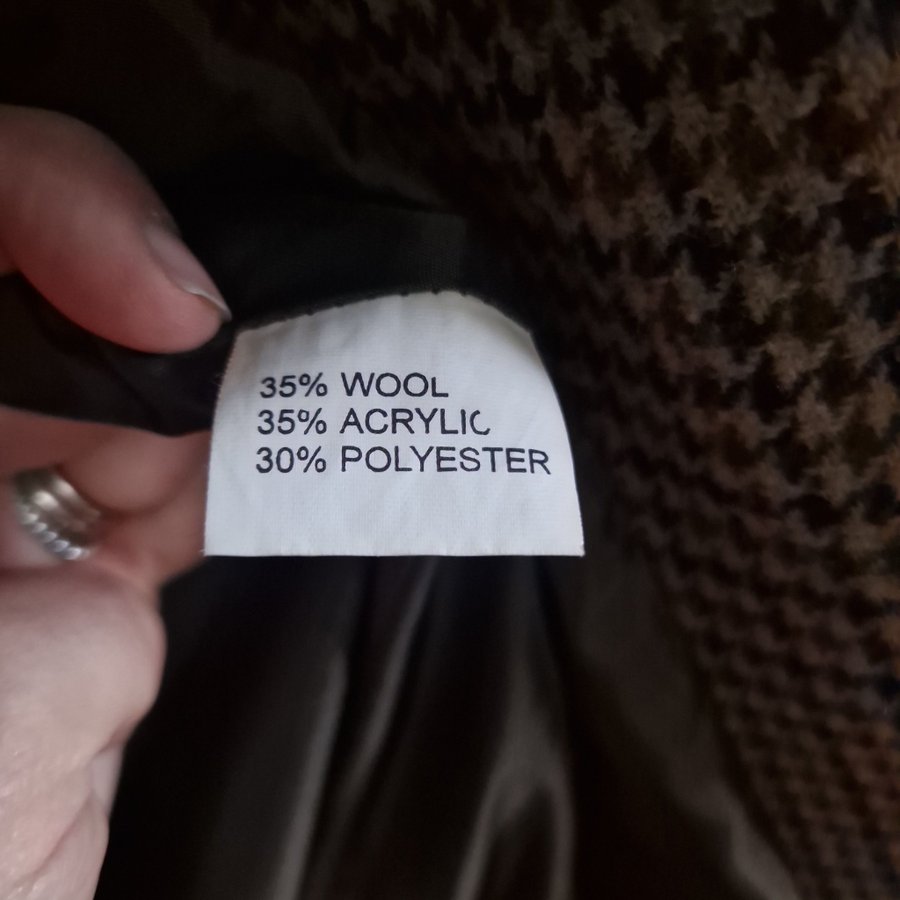 35% WOOL
35% ACRYLIC
30% POLYESTER